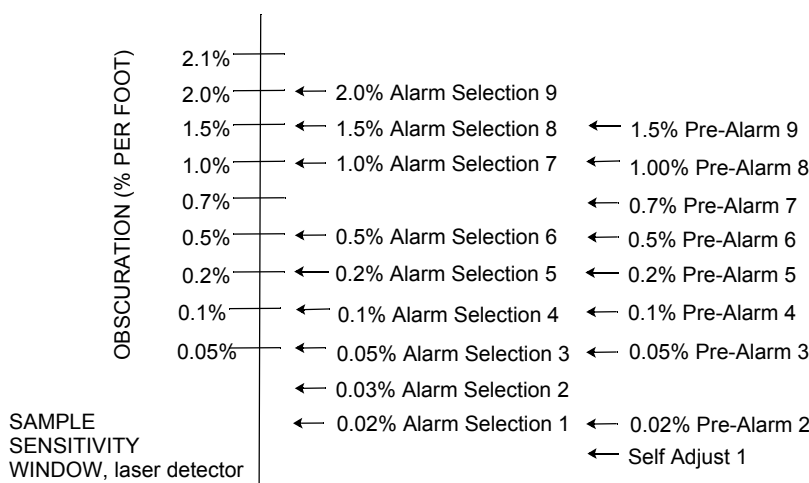 OBSCURATION (% PER FOOT)
2.1%
2.0%
1.5%
1.0%
0.7%
0.5%
0.2%
0.1%
0.05%
2.0% Alarm Selection 9
1.5% Alarm Selection 8
1.0% Alarm Selection 7
0.5% Alarm Selection 6
0.2% Alarm Selection 5
0.1% Alarm Selection 4
0.05% Alarm Selection 3
0.03% Alarm Selection 2
0.02% Alarm Selection 1
1.5% Pre-Alarm 9
1.00% Pre-Alarm 8
0.7% Pre-Alarm 7
0.5% Pre-Alarm 6
0.2% Pre-Alarm 5
0.1% Pre-Alarm 4
0.05% Pre-Alarm 3
0.02% Pre-Alarm 2
Self Adjust 1
SAMPLE
SENSITIVITY
WINDOW, laser detector